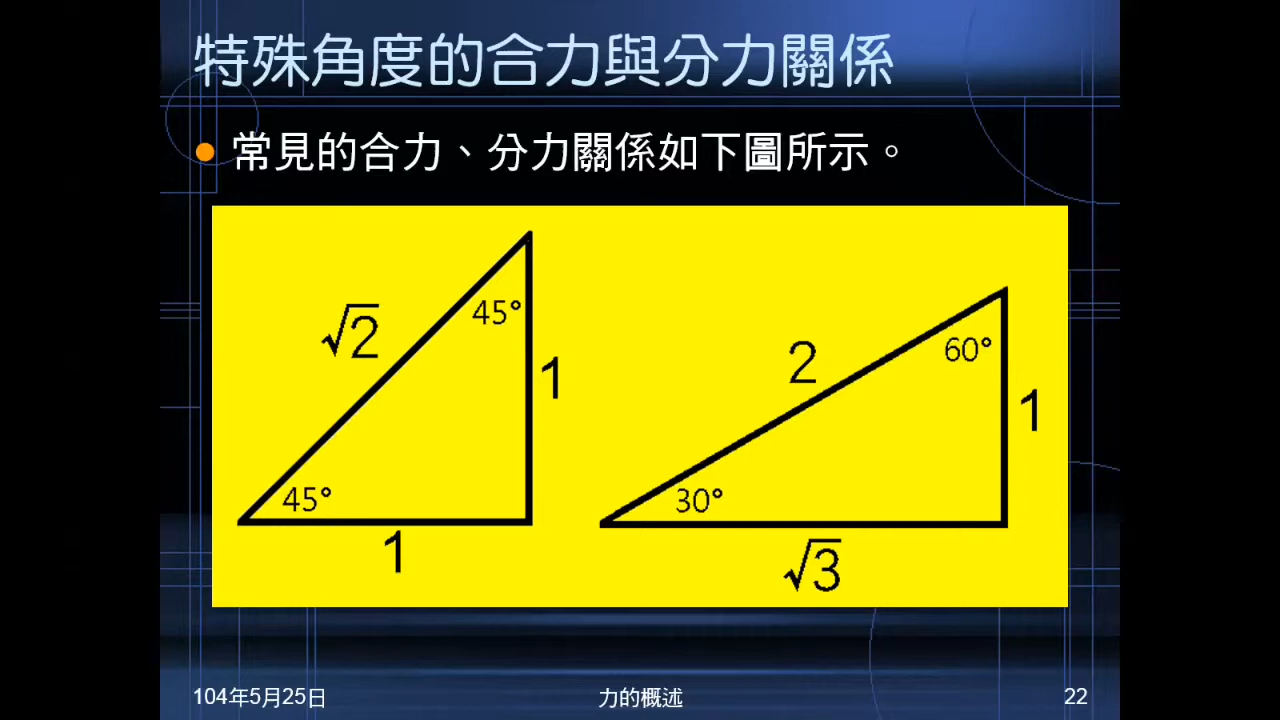 特殊角度的合力與分力關係
常見的合力、分力關係如下圖所示。
√2
45°
1
45°
1
2
60°
1
30°
√3
104年5月25日
力的概述
22